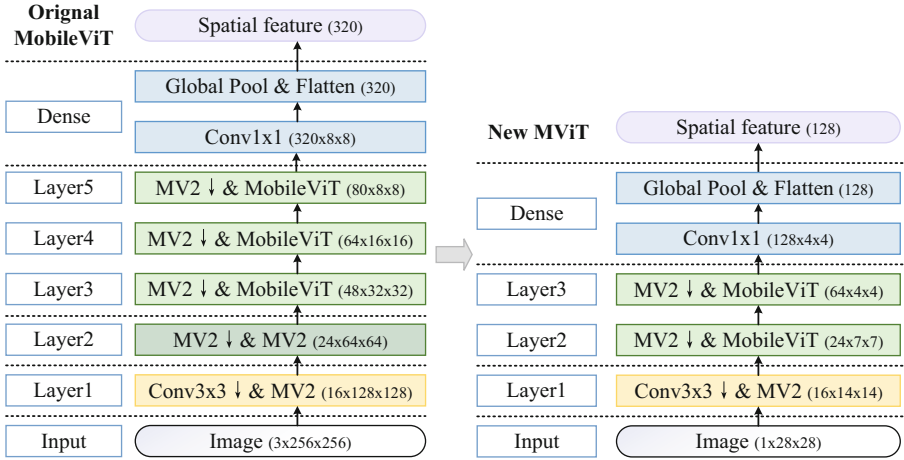 Orignal
MobileViT
Spatial feature (320)
Dense
Global Pool & Flatten (320)
Conv1x1 (320x8x8)
Layer5
MV2 ↓ & MobileViT (80x8x8)
Layer4
MV2 ↓ & MobileViT (64x16x16)
Layer3
MV2 ↓ & MobileViT (48x32x32)
Layer2
MV2 ↓ & MV2 (24x64x64)
Layer1
Conv3x3 ↓ & MV2 (16x128x128)
Input
Image (3x256x256)
New MViT
Spatial feature (128)
Dense
Global Pool & Flatten (128)
Conv1x1 (128x4x4)
Layer3
MV2 ↓ & MobileViT (64x4x4)
Layer2
MV2 ↓ & MobileViT (24x7x7)
Layer1
Conv3x3 ↓ & MV2 (16x14x14)
Input
Image (1x28x28)